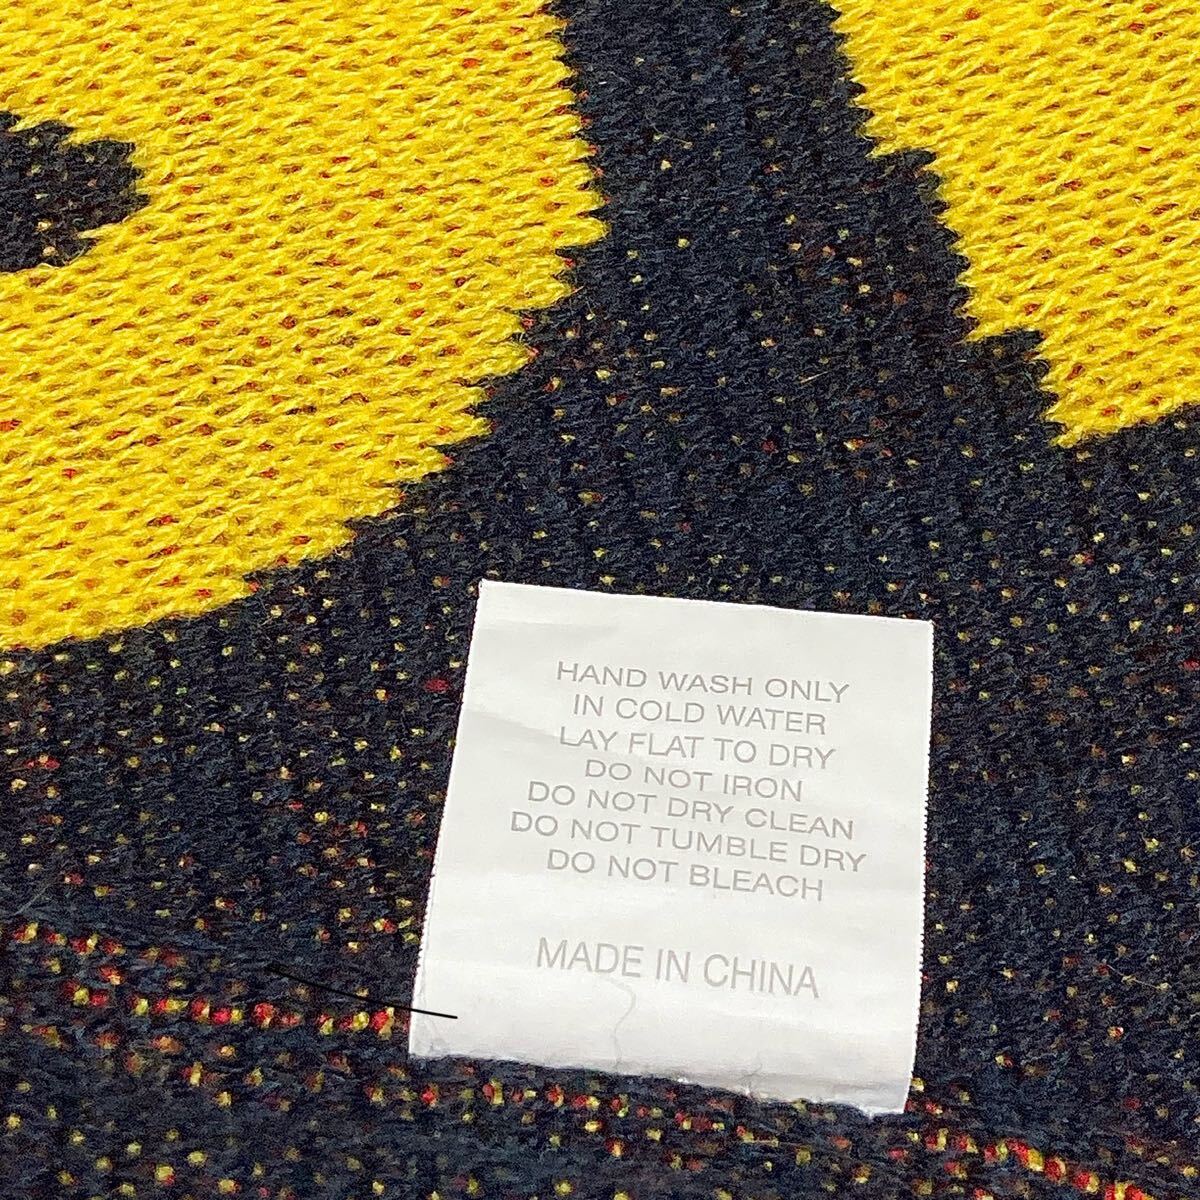 HAND WASH ONLY
IN COLD WATER
LAY FLAT TO DRY
DO NOT IRON
DO NOT DRY CLEAN
DO NOT TUMBLE DRY
DO NOT BLEACH
MADE IN CHINA